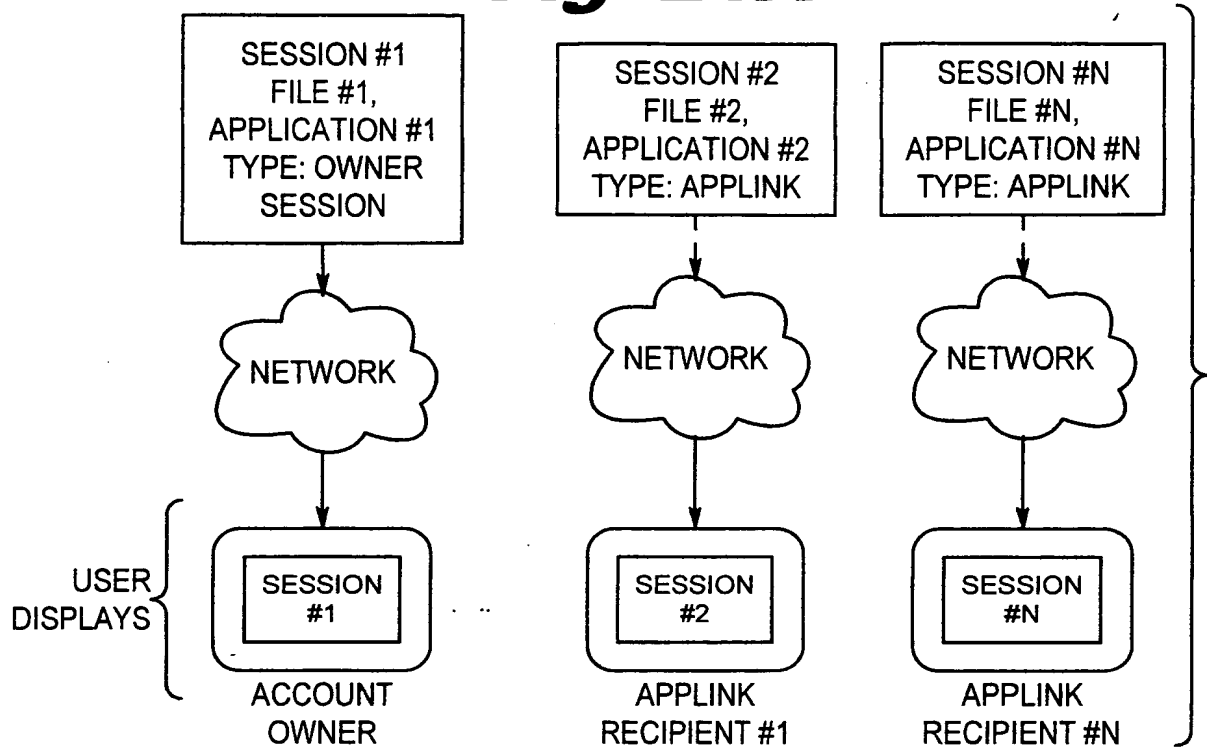 SESSION #1
FILE #1,
APPLICATION #1
TYPE: OWNER
SESSION
SESSION #2
FILE #2,
APPLICATION #2
TYPE: APPLINK
SESSION #N
FILE #N,
APPLICATION #N
TYPE: APPLINK
NETWORK
NETWORK
NETWORK
USER
DISPLAYS
SESSION
#1
SESSION
#2
SESSION
#N
ACCOUNT
OWNER
APPLINK
RECIPIENT #1
APPLINK
RECIPIENT #N